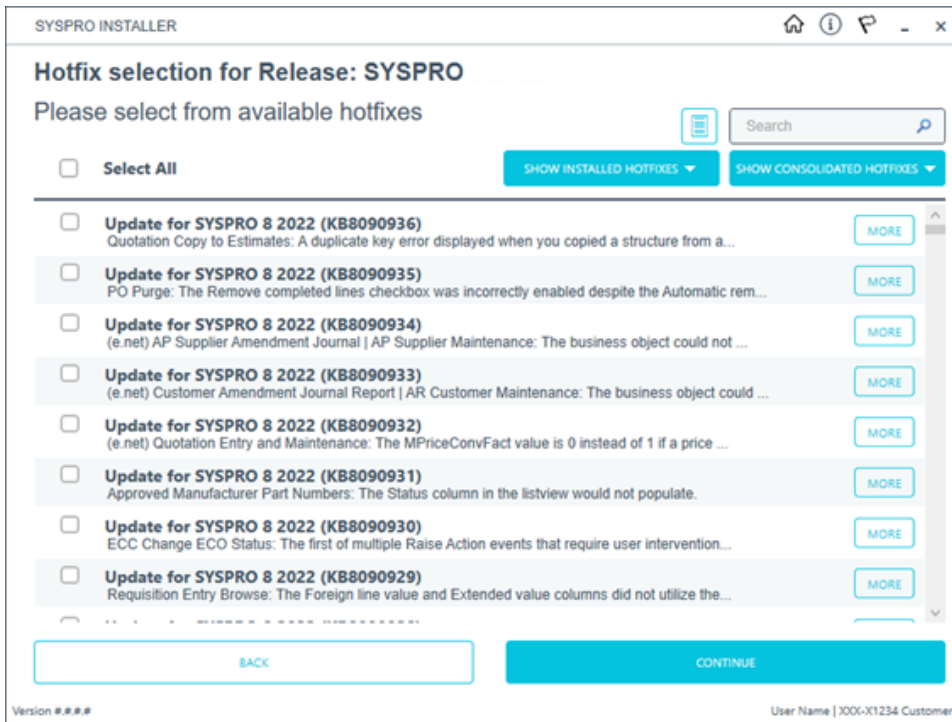 SYSPRO INSTALLER
Hotfix selection for Release: SYSPRO
Please select from available hotfixes
Search
Select All
SHOW INSTALLED HOTFIXES
SHOW CONSOLIDATED HOTFIXES
Update for SYSPRO 8 2022 (KB8090936)
Quotation Copy to Estimates: A duplicate key error displayed when you copied a structure from a...
MORE
Update for SYSPRO 8 2022 (KB8090935)
PO Purge: The Remove completed lines checkbox was incorrectly enabled despite the Automatic rem...
MORE
Update for SYSPRO 8 2022 (KB8090934)
(e.net) AP Supplier Amendment Journal | AP Supplier Maintenance: The business object could not ...
MORE
Update for SYSPRO 8 2022 (KB8090933)
(e.net) Customer Amendment Journal Report | AR Customer Maintenance: The business object could ...
MORE
Update for SYSPRO 8 2022 (KB8090932)
(e.net) Quotation Entry and Maintenance: The MPriceConvFact value is 0 instead of 1 if a price ...
MORE
Update for SYSPRO 8 2022 (KB8090931)
Approved Manufacturer Part Numbers: The Status column in the listview would not populate.
MORE
Update for SYSPRO 8 2022 (KB8090930)
ECC Change ECO Status: The first of multiple Raise Action events that require user intervention...
MORE
Update for SYSPRO 8 2022 (KB8090929)
Requisition Entry Browse: The Foreign line value and Extended value columns did not utilize the...
MORE
BACK
CONTINUE
Version #.#.#.#
User Name | XXX-X1234 Customer